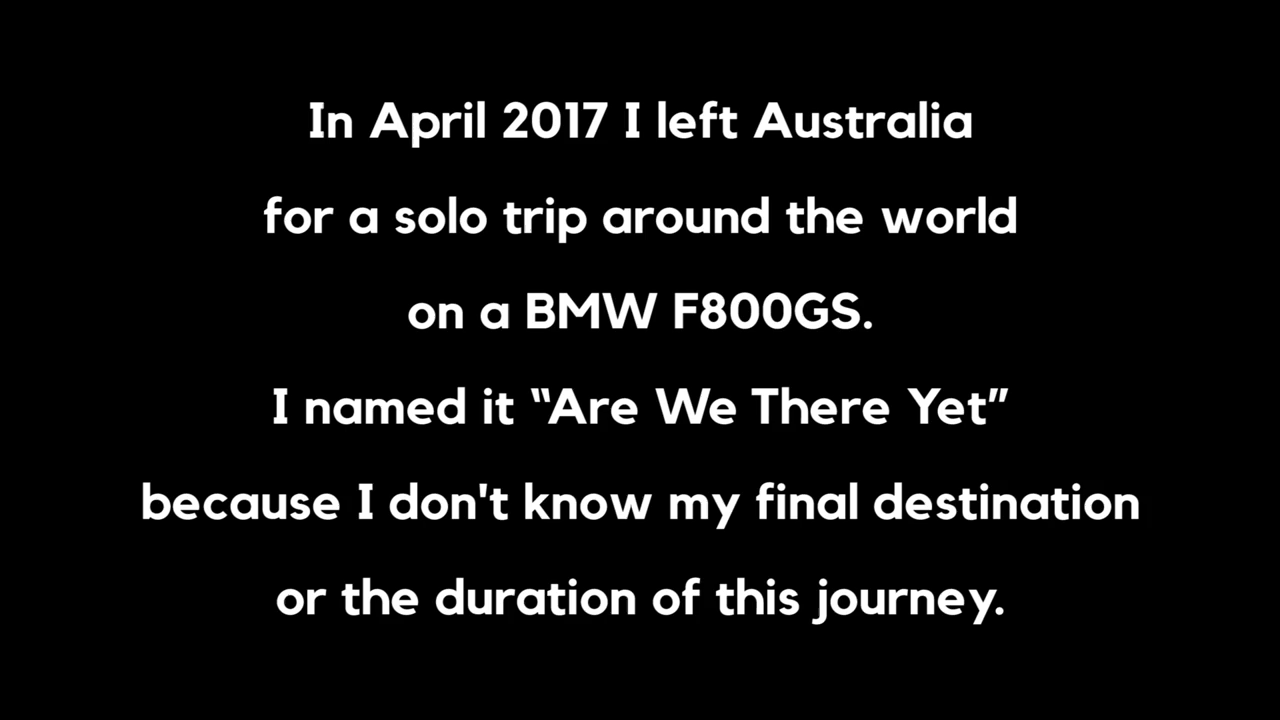 In April 2017 I left Australia
for a solo trip around the world
on a BMW F800GS.
I named it “Are We There Yet”
because I don't know my final destination
or the duration of this journey.